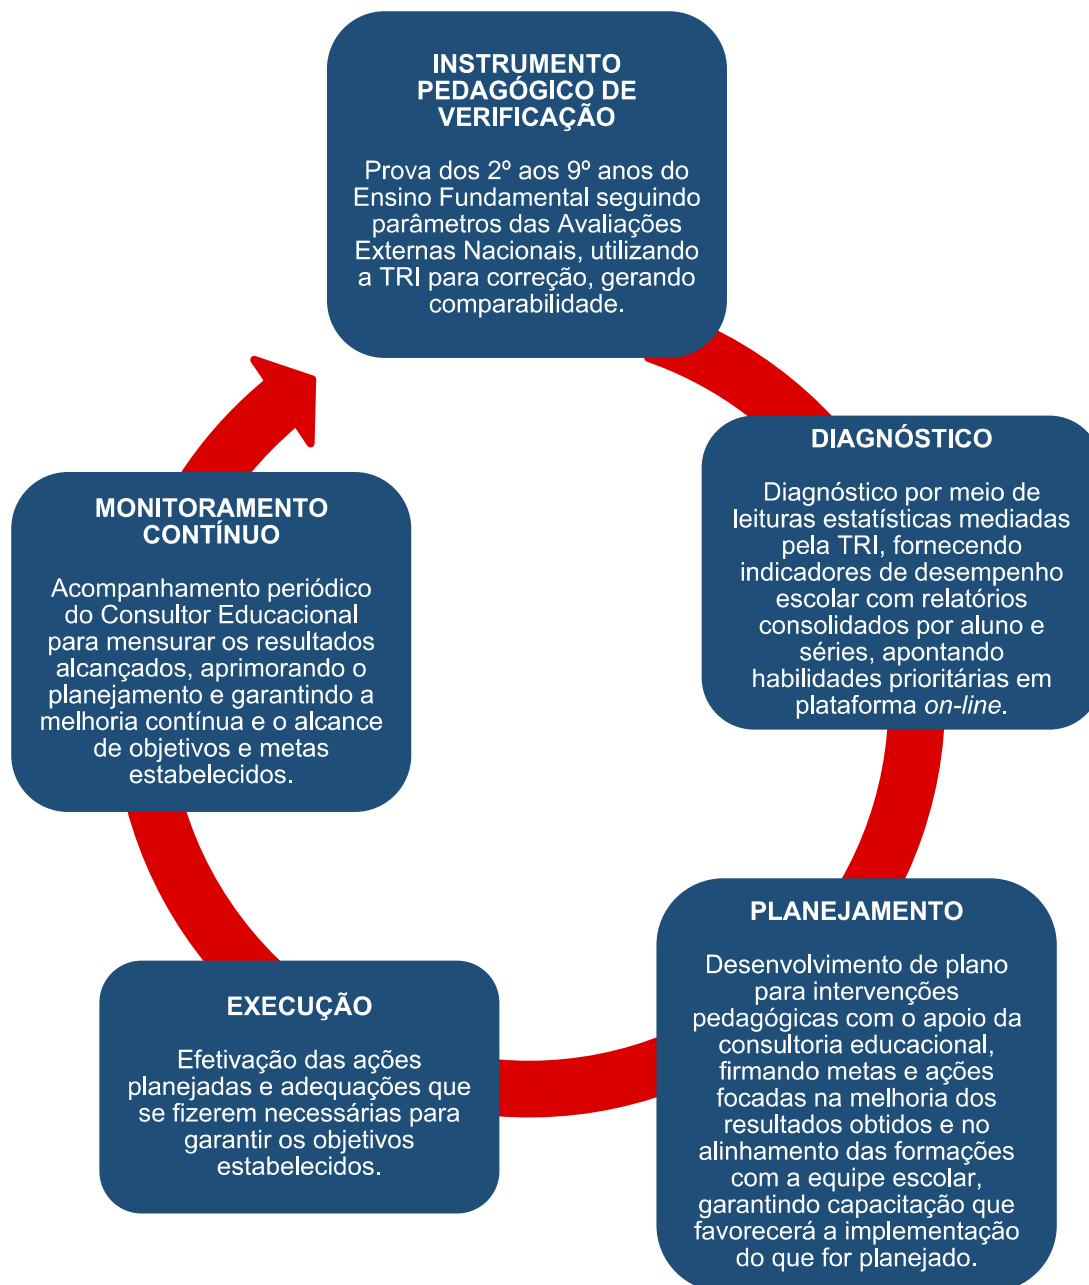 INSTRUMENTO
PEDAGÓGICO DE
VERIFICAÇÃO
Prova dos 2º aos 9º anos do
Ensino Fundamental seguindo
parâmetros das Avaliações
Externas Nacionais, utilizando
a TRI para correção, gerando
comparabilidade.
DIAGNÓSTICO
Diagnóstico por meio de
leituras estatísticas mediadas
pela TRI, fornecendo
indicadores de desempenho
escolar com relatórios
consolidados por aluno e
séries, apontando
habilidades prioritárias em
plataforma on-line.
PLANEJAMENTO
Desenvolvimento de plano
para intervenções
pedagógicas com o apoio da
consultoria educacional,
firmando metas e ações
focadas na melhoria dos
resultados obtidos e no
alinhamento das formações
com a equipe escolar,
garantindo capacitação que
favorecerá a implementação
do que for planejado.
EXECUÇÃO
Efetivação das ações
planejadas e adequações que
se fizerem necessárias para
garantir os objetivos
estabelecidos.
MONITORAMENTO
CONTÍNUO
Acompanhamento periódico
do Consultor Educacional
para mensurar os resultados
alcançados, aprimorando o
planejamento e garantindo a
melhoria contínua e o alcance
de objetivos e metas
estabelecidos.